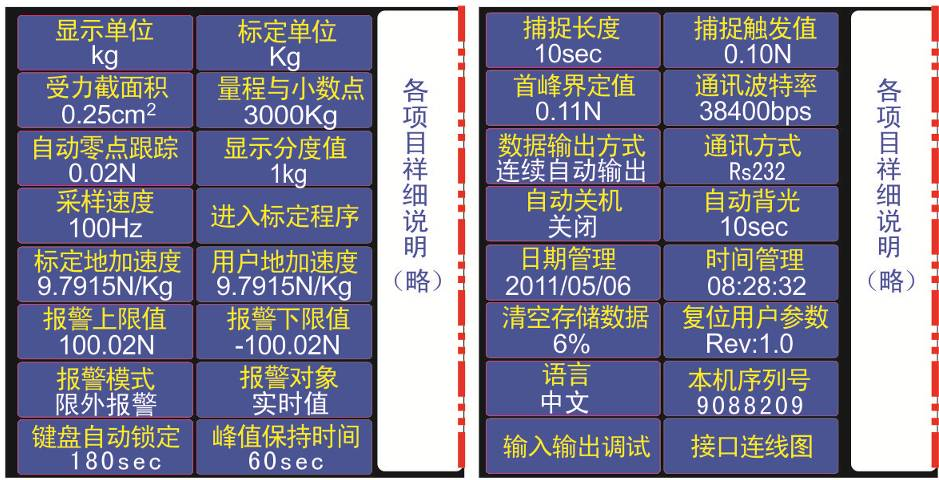 显示单位
kg
标定单位
Kg
受力截面积
0.25cm²
量程与小数点
3000Kg
自动零点跟踪
0.02N
显示分度值
1kg
采样速度
100Hz
进入标定程序
标定地加速度
9.7915N/Kg
用户地加速度
9.7915N/Kg
报警上限值
100.02N
报警下限值
-100.02N
报警模式
限外报警
报警对象
实时值
键盘自动锁定
180sec
峰值保持时间
60sec
各项目祥细说明
（略）
捕捉长度
10sec
捕捉触发值
0.10N
首峰界定值
0.11N
通讯波特率
38400bps
数据输出方式
连续自动输出
通讯方式
Rs232
自动关机
关闭
自动背光
10sec
日期管理
2011/05/06
时间管理
08:28:32
清空存储数据
6%
复位用户参数
Rev:1.0
语言
中文
本机序列号
9088209
输入输出调试
接口连线图
各项目祥细说明
（略）